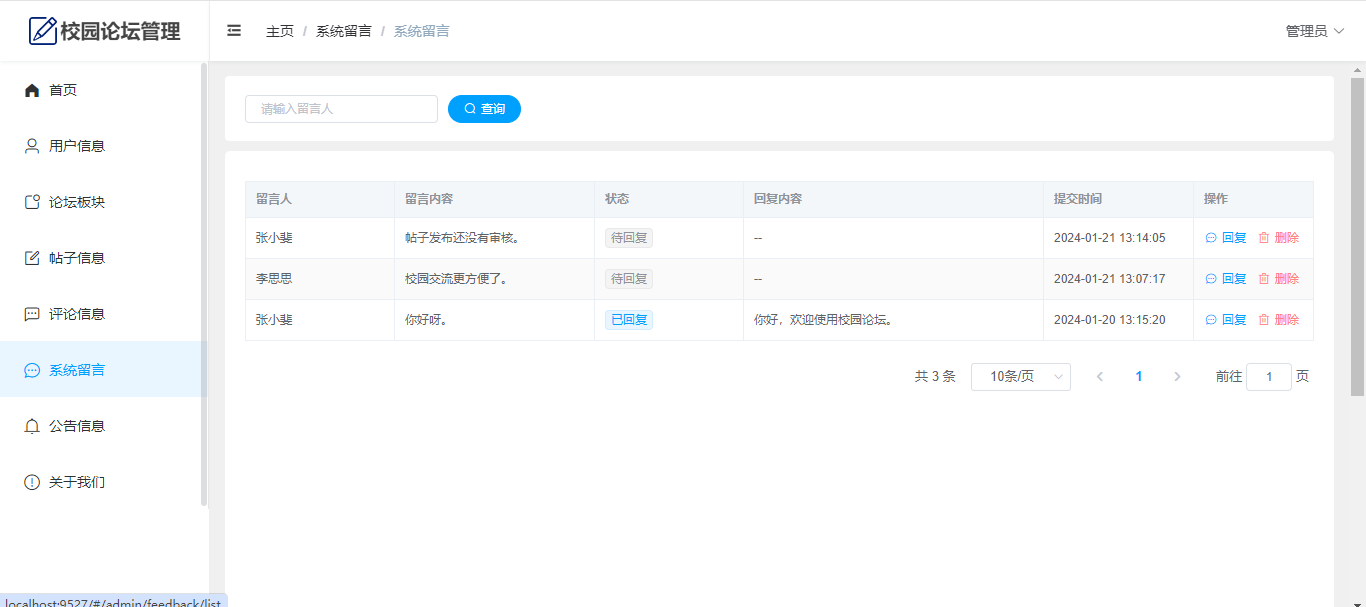 校园论坛管理
主页 / 系统留言 / 系统留言
管理员
首页
用户信息
论坛板块
帖子信息
评论信息
系统留言
公告信息
关于我们
请输入留言人 查询
留言人 留言内容 状态 回复内容 提交时间 操作
张小斐 帖子发布还没有审核。 待回复 -- 2024-01-21 13:14:05 回复 删除
李思思 校园交流更方便了。 待回复 -- 2024-01-21 13:07:17 回复 删除
张小斐 你好呀。 已回复 你好，欢迎使用校园论坛。 2024-01-20 13:15:20 回复 删除
共 3 条 10条/页 1 前往 1 页
localhost:9527/#/admin/feedback/list